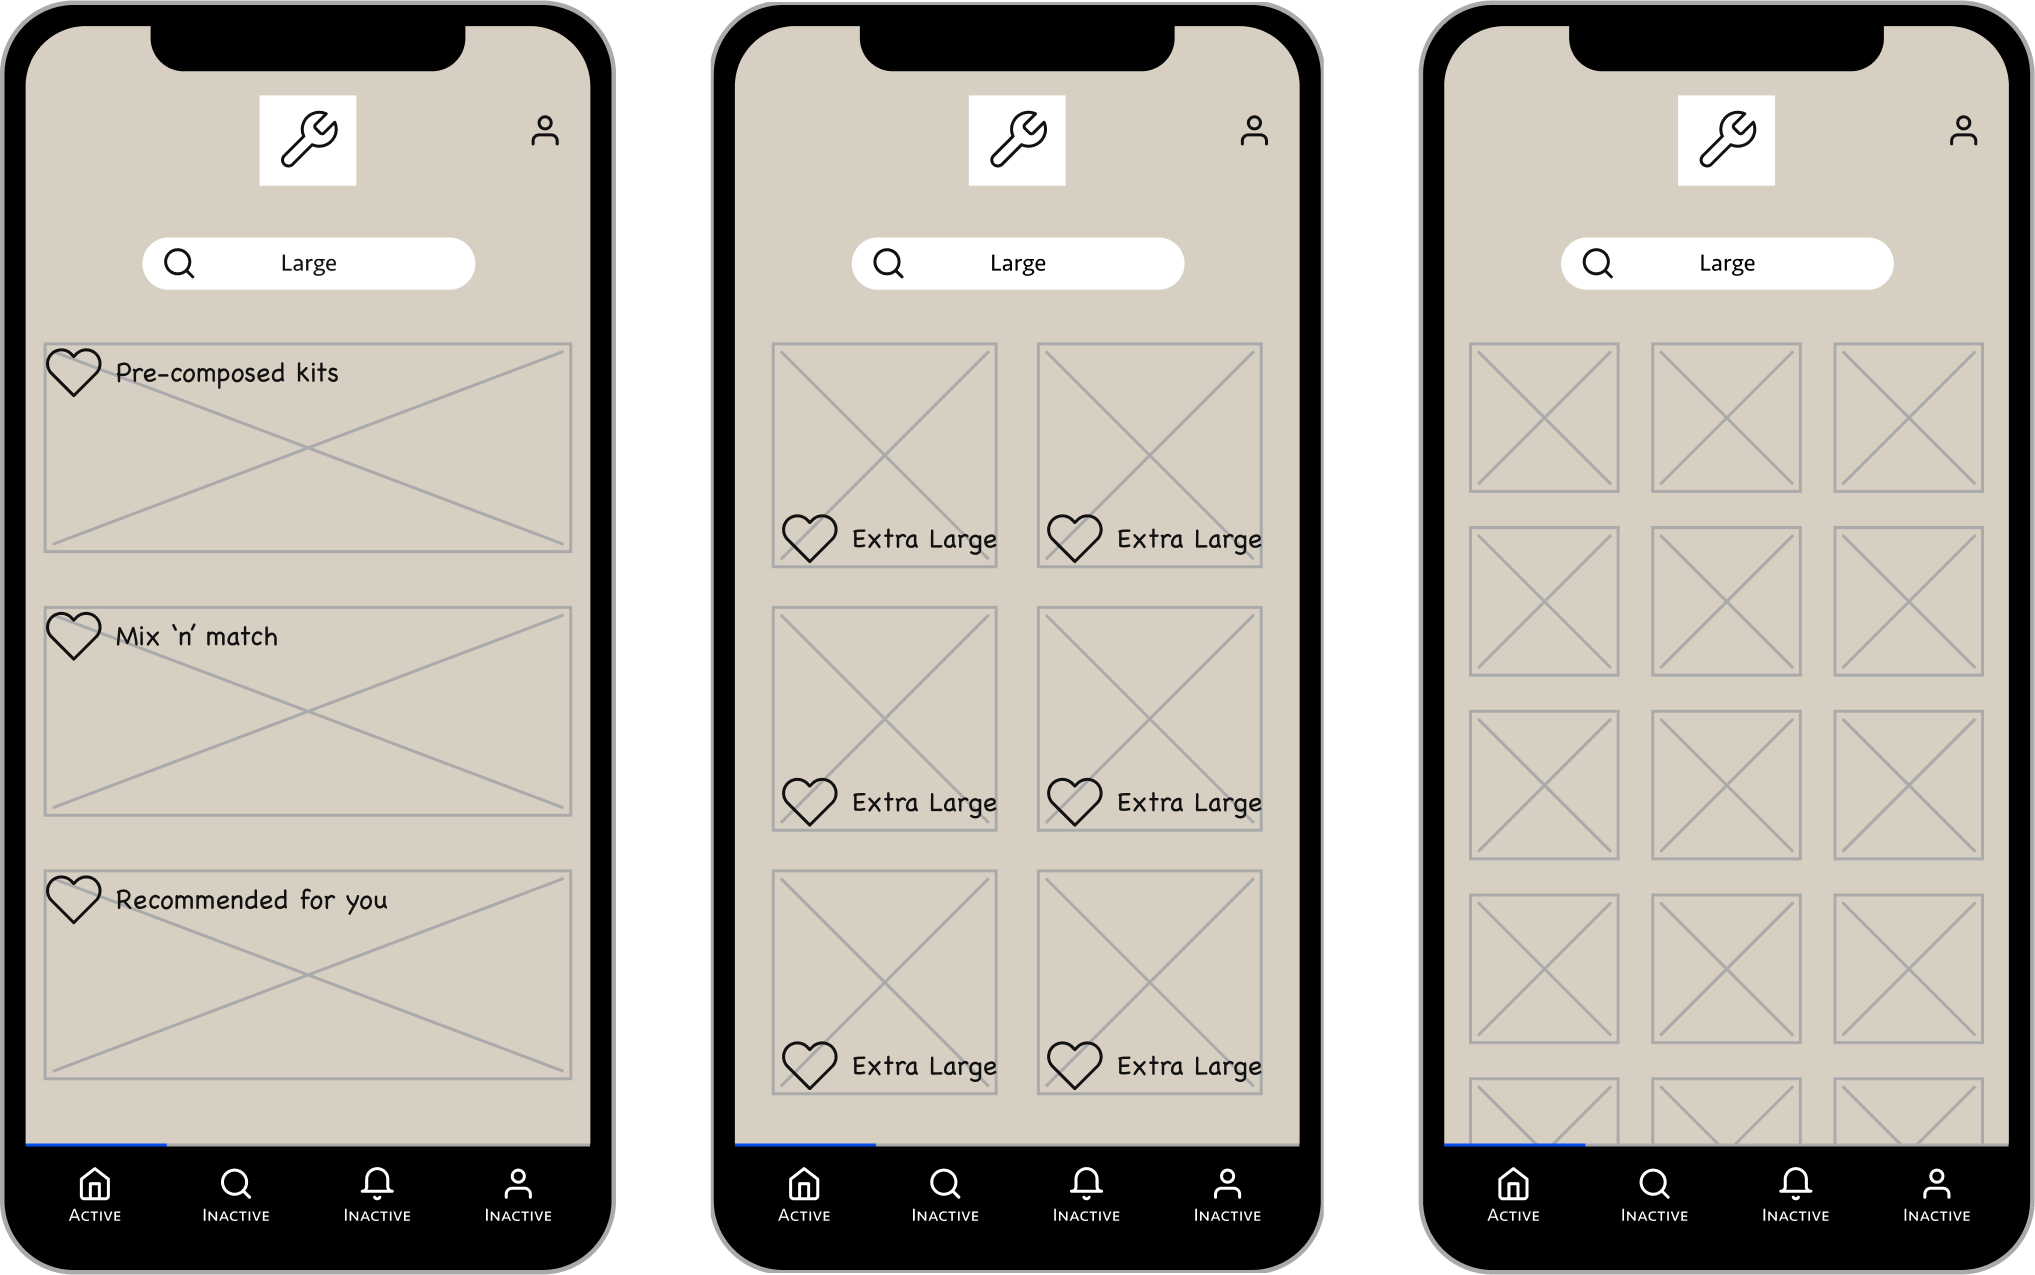 Large
Pre-composed kits
Mix ‘n’ match
Recommended for you
Active
Inactive
Inactive
Inactive
Large
Extra Large
Extra Large
Extra Large
Extra Large
Extra Large
Extra Large
Active
Inactive
Inactive
Inactive
Large
Active
Inactive
Inactive
Inactive